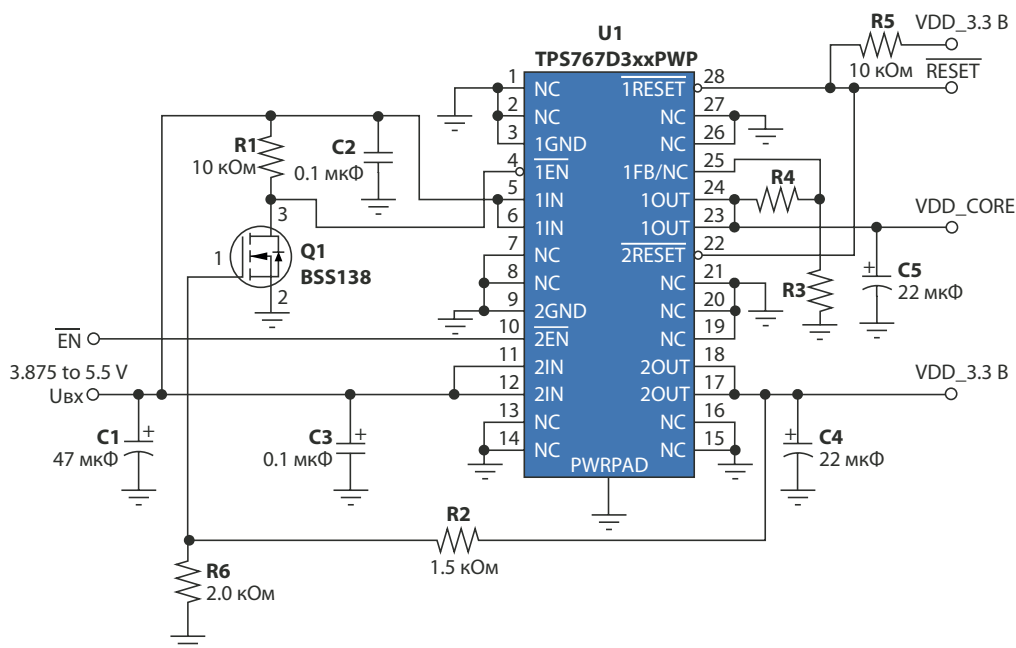 U1
TPS767D3xxPWP
R5
10 кОм
VDD_3.3 В
RESET
1 NC
2 NC
3 1GND
4 1EN
5 1IN
6 1IN
7 NC
8 NC
9 2GND
10 2EN
11 2IN
12 2IN
13 NC
14 NC
1RESET 28
NC 27
NC 26
1FB/NC 25
1OUT 24
1OUT 23
2RESET 22
NC 21
NC 20
NC 19
2OUT 18
2OUT 17
NC 16
NC 15
PWRPAD
R1
10 кОм
C2
0.1 мкФ
3
1
2
Q1
BSS138
R4
R3
VDD_CORE
C5
+
22 мкФ
EN
3.875 to 5.5 V
Uвх
C1
+
47 мкФ
C3
+
0.1 мкФ
VDD_3.3 В
C4
+
22 мкФ
R2
1.5 кОм
R6
2.0 кОм